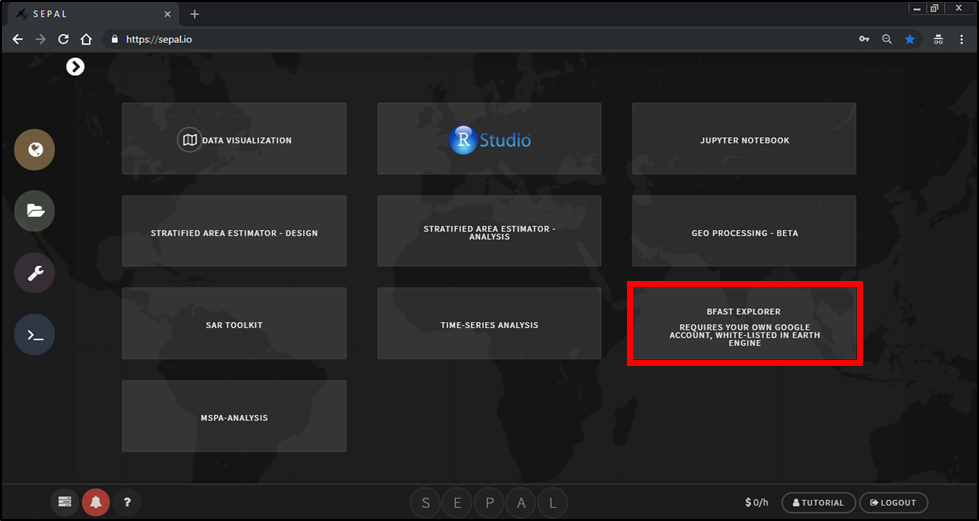 SEPAL
https://sepal.io
DATA VISUALIZATION
R Studio
JUPYTER NOTEBOOK
STRATIFIED AREA ESTIMATOR - DESIGN
STRATIFIED AREA ESTIMATOR -
ANALYSIS
GEO PROCESSING - BETA
SAR TOOLKIT
TIME-SERIES ANALYSIS
BFAST EXPLORER
REQUIRES YOUR OWN GOOGLE
ACCOUNT, WHITE-LISTED IN EARTH
ENGINE
MSPA-ANALYSIS
?
S E P A L
$ 0/h
TUTORIAL
LOGOUT